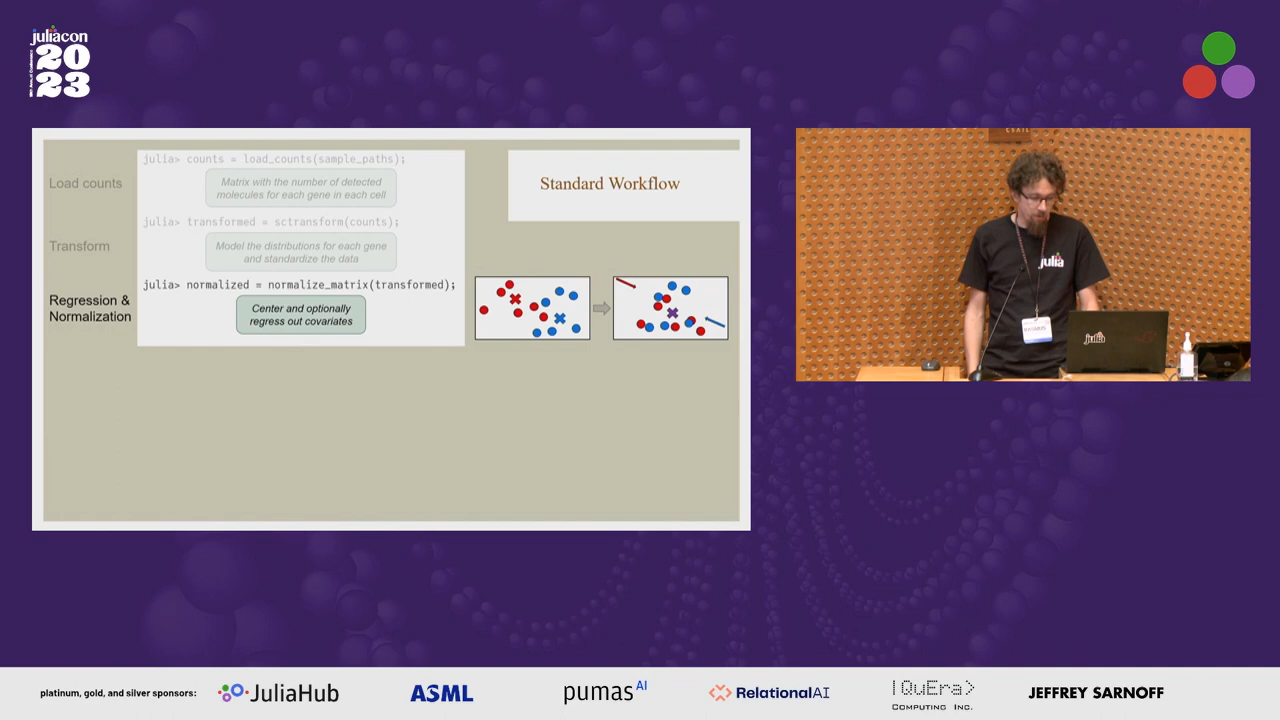 juliacon
20
23
julia> counts = load_counts(sample_paths);
Load counts
Matrix with the number of detected
molecules for each gene in each cell
Standard Workflow
julia> transformed = sctransform(counts);
Transform
Model the distributions for each gene
and standardize the data
julia> normalized = normalize_matrix(transformed);
Regression &
Normalization
Center and optionally
regress out covariates
julia
julia
platinum, gold, and silver sponsors:
JuliaHub
ASML
pumasAI
RelationalAI
|QuEra>
COMPUTING INC.
JEFFREY SARNOFF